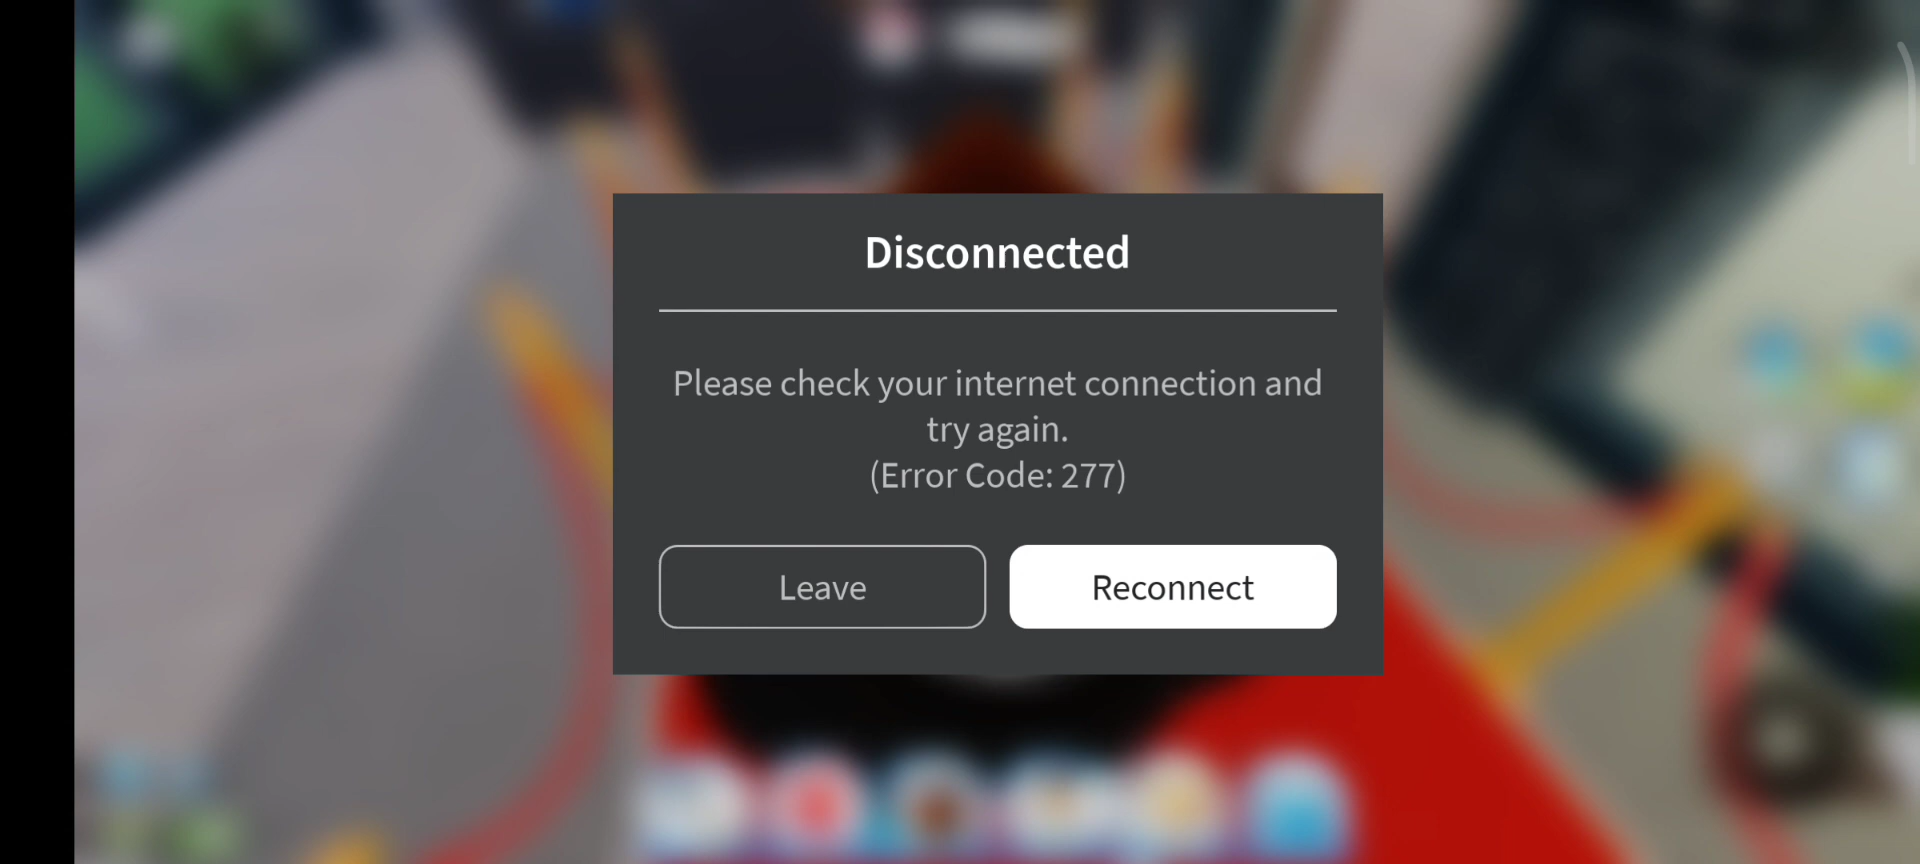 Disconnected
Please check your internet connection and
try again.
(Error Code: 277)
Leave
Reconnect